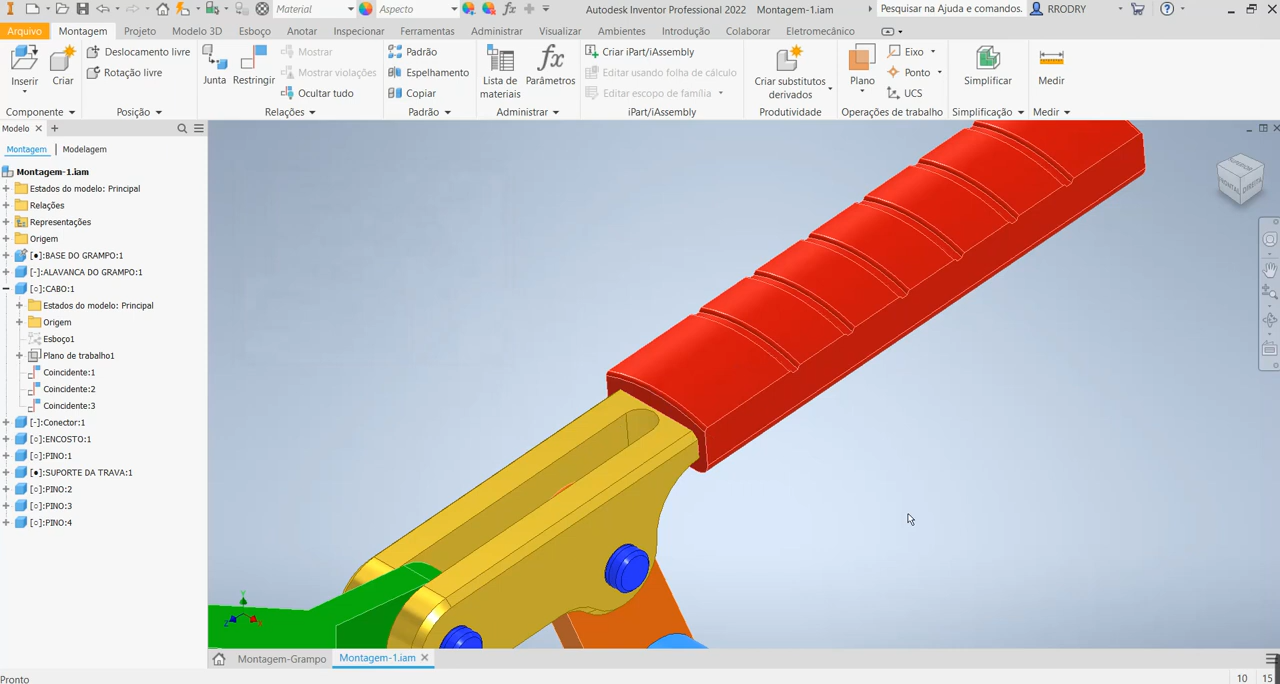 Material
Aspecto
Autodesk Inventor Professional 2022 Montagem-1.iam
Pesquisar na Ajuda e comandos.
RRODRY
Arquivo Montagem Projeto Modelo 3D Esboço Anotar Inspecionar Ferramentas Administrar Visualizar Ambientes Introdução Colaborar Eletromecânico
Inserir
Criar
Deslocamento livre
Rotação livre
Junta
Restringir
Mostrar
Mostrar violações
Ocultar tudo
Padrão
Espelhamento
Copiar
Lista de
materiais
Parâmetros
Criar iPart/iAssembly
Editar usando folha de cálculo
Editar escopo de família
Criar substitutos
derivados
Plano
Eixo
Ponto
UCS
Simplificar
Medir
Componente Posição Relações Padrão Administrar iPart/iAssembly Produtividade Operações de trabalho Simplificação Medir
Modelo
Montagem Modelagem
Montagem-1.iam
Estados do modelo: Principal
Relações
Representações
Origem
[●]:BASE DO GRAMPO:1
[-]:ALAVANCA DO GRAMPO:1
[○]:CABO:1
Estados do modelo: Principal
Origem
Esboço1
Plano de trabalho1
Coincidente:1
Coincidente:2
Coincidente:3
[-]:Conector:1
[○]:ENCOSTO:1
[○]:PINO:1
[●]:SUPORTE DA TRAVA:1
[○]:PINO:2
[○]:PINO:3
[○]:PINO:4
SUPERIOR
FRONTAL
DIREITA
Y
Z
Montagem-Grampo
Montagem-1.iam
Pronto
10 15